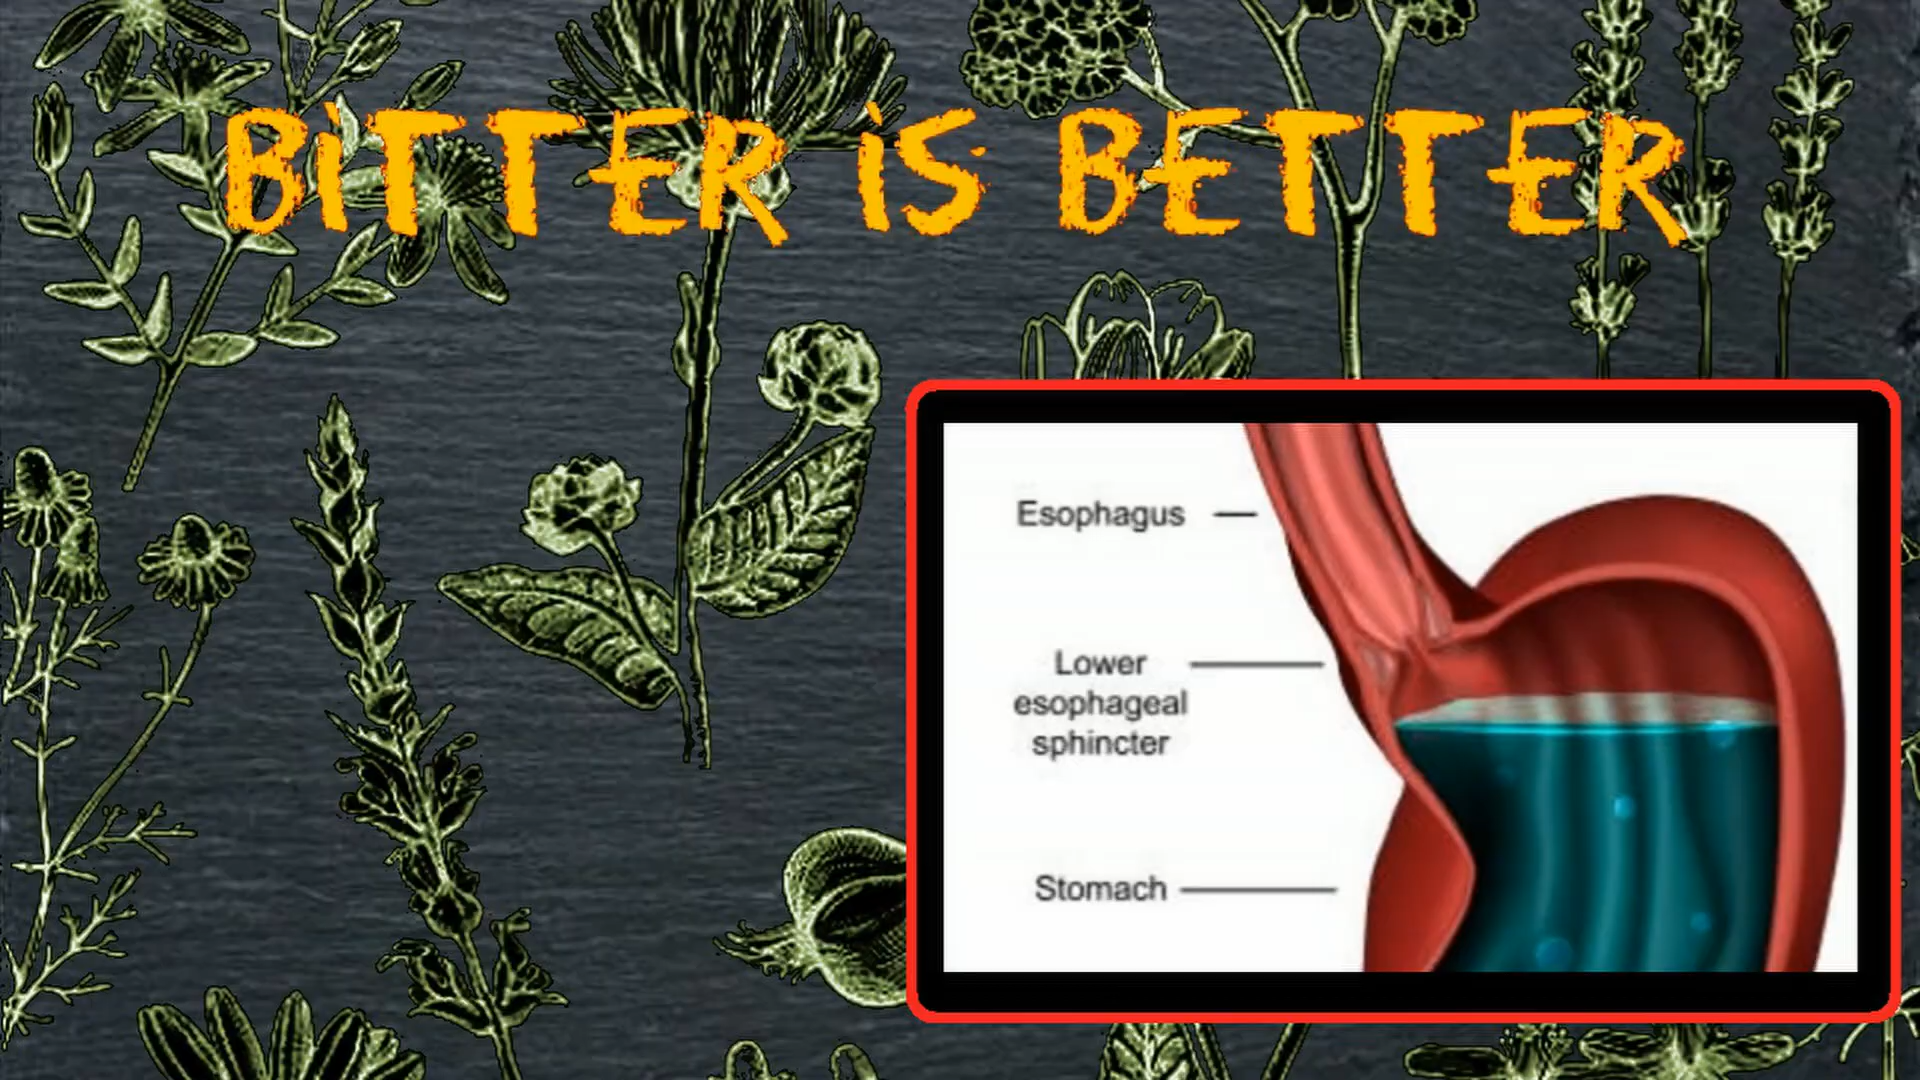 BiTTER iS BETTER
Esophagus
Lower
esophageal
sphincter
Stomach